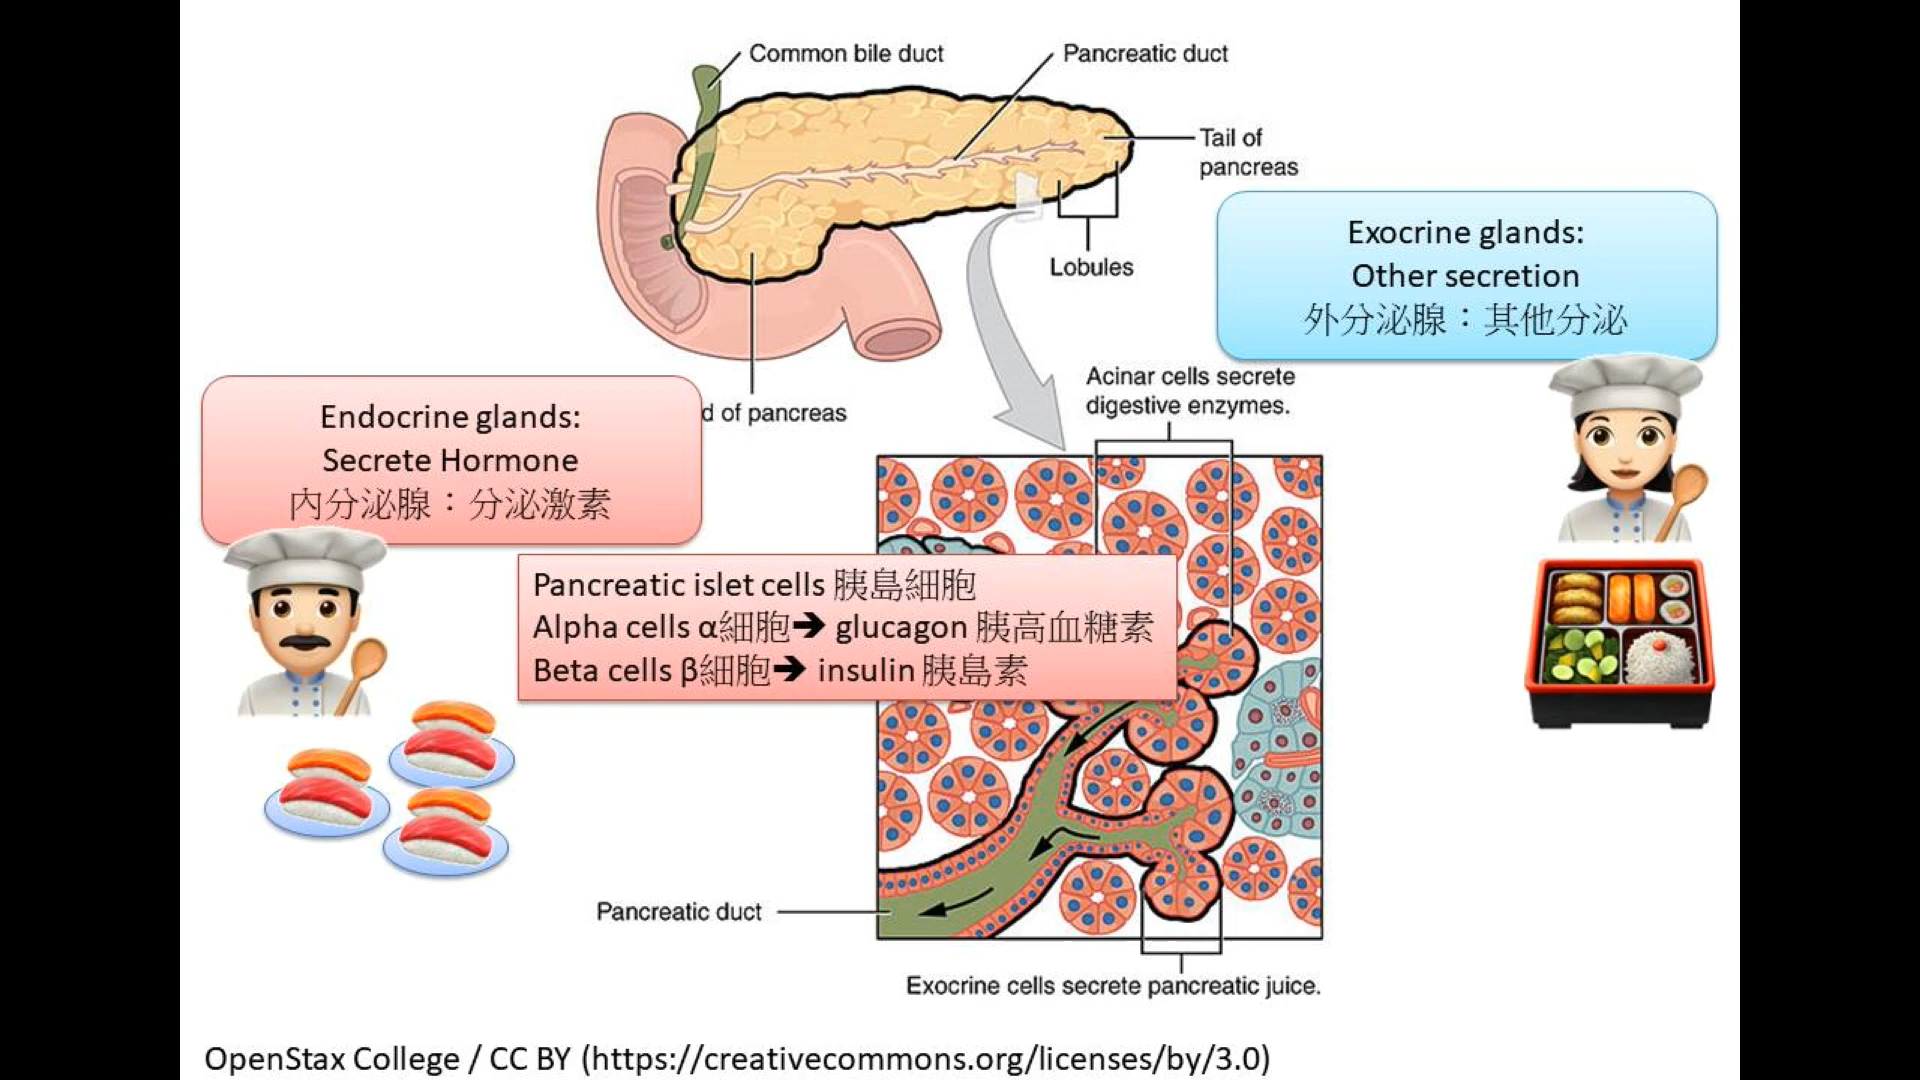 Common bile duct
Pancreatic duct
Tail of
pancreas
Exocrine glands:
Other secretion
外分泌腺：其他分泌
Lobules
Acinar cells secrete
digestive enzymes.
Endocrine glands:
Secrete Hormone
內分泌腺：分泌激素
d of pancreas
Pancreatic islet cells 胰島細胞
Alpha cells α細胞➔ glucagon 胰高血糖素
Beta cells β細胞➔ insulin 胰島素
Pancreatic duct
Exocrine cells secrete pancreatic juice.
OpenStax College / CC BY (https://creativecommons.org/licenses/by/3.0)